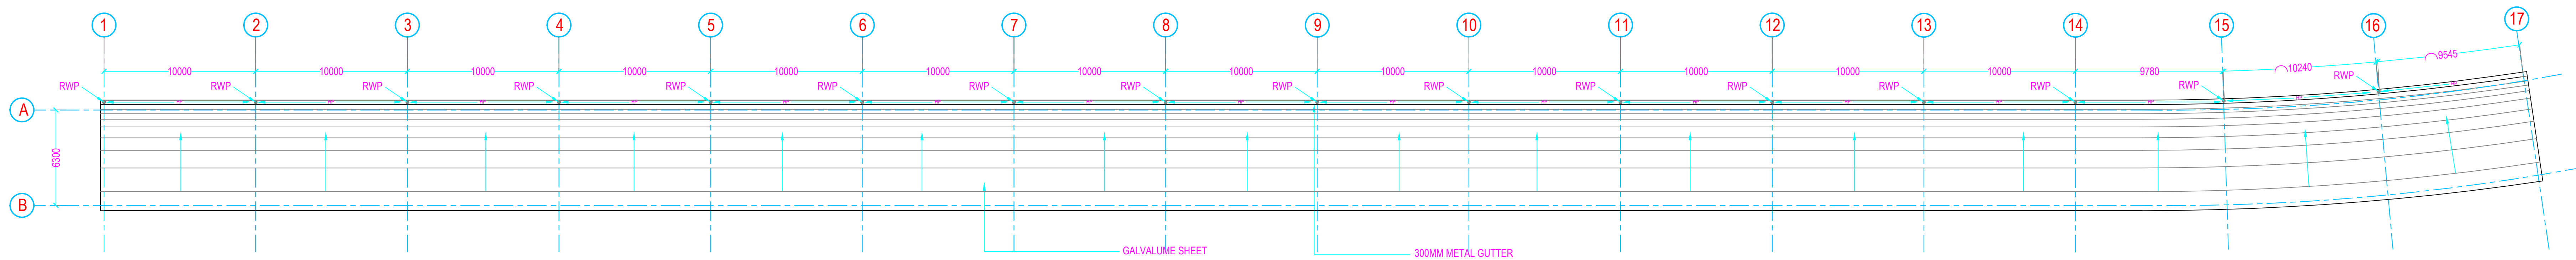 1 2 3 4 5 6 7 8 9 10 11 12 13 14 15 16 17
10000 10000 10000 10000 10000 10000 10000 10000 10000 10000 10000 10000 10000 9780 10240 9545
RWP RWP RWP RWP RWP RWP RWP RWP RWP RWP RWP RWP RWP RWP RWP RWP
A
6300
B
GALVALUME SHEET
300MM METAL GUTTER